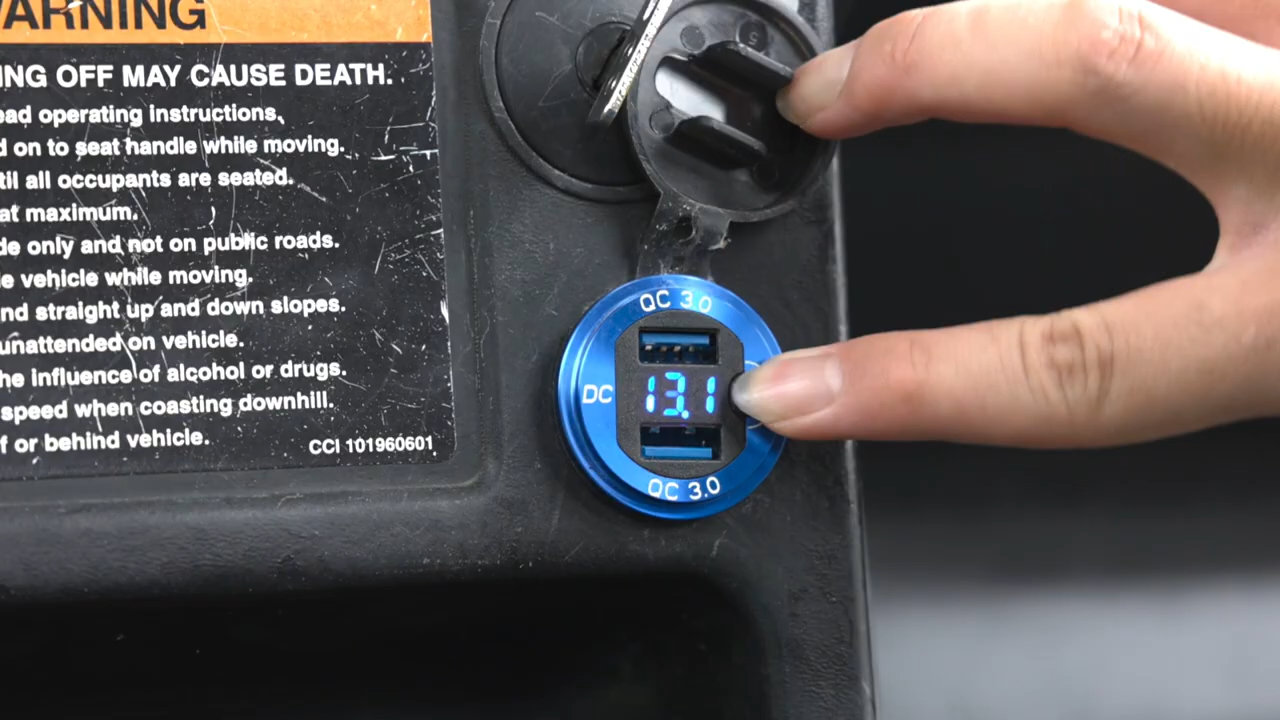 WARNING
ING OFF MAY CAUSE DEATH.
ead operating instructions,
d on to seat handle while moving.
til all occupants are seated.
at maximum.
de only and not on public roads.
e vehicle while moving.
nd straight up and down slopes.
unattended on vehicle.
he influence of alcohol or drugs.
speed when coasting downhill.
f or behind vehicle.
CCI 101960601
S
QC 3.0
DC
13.1
QC 3.0